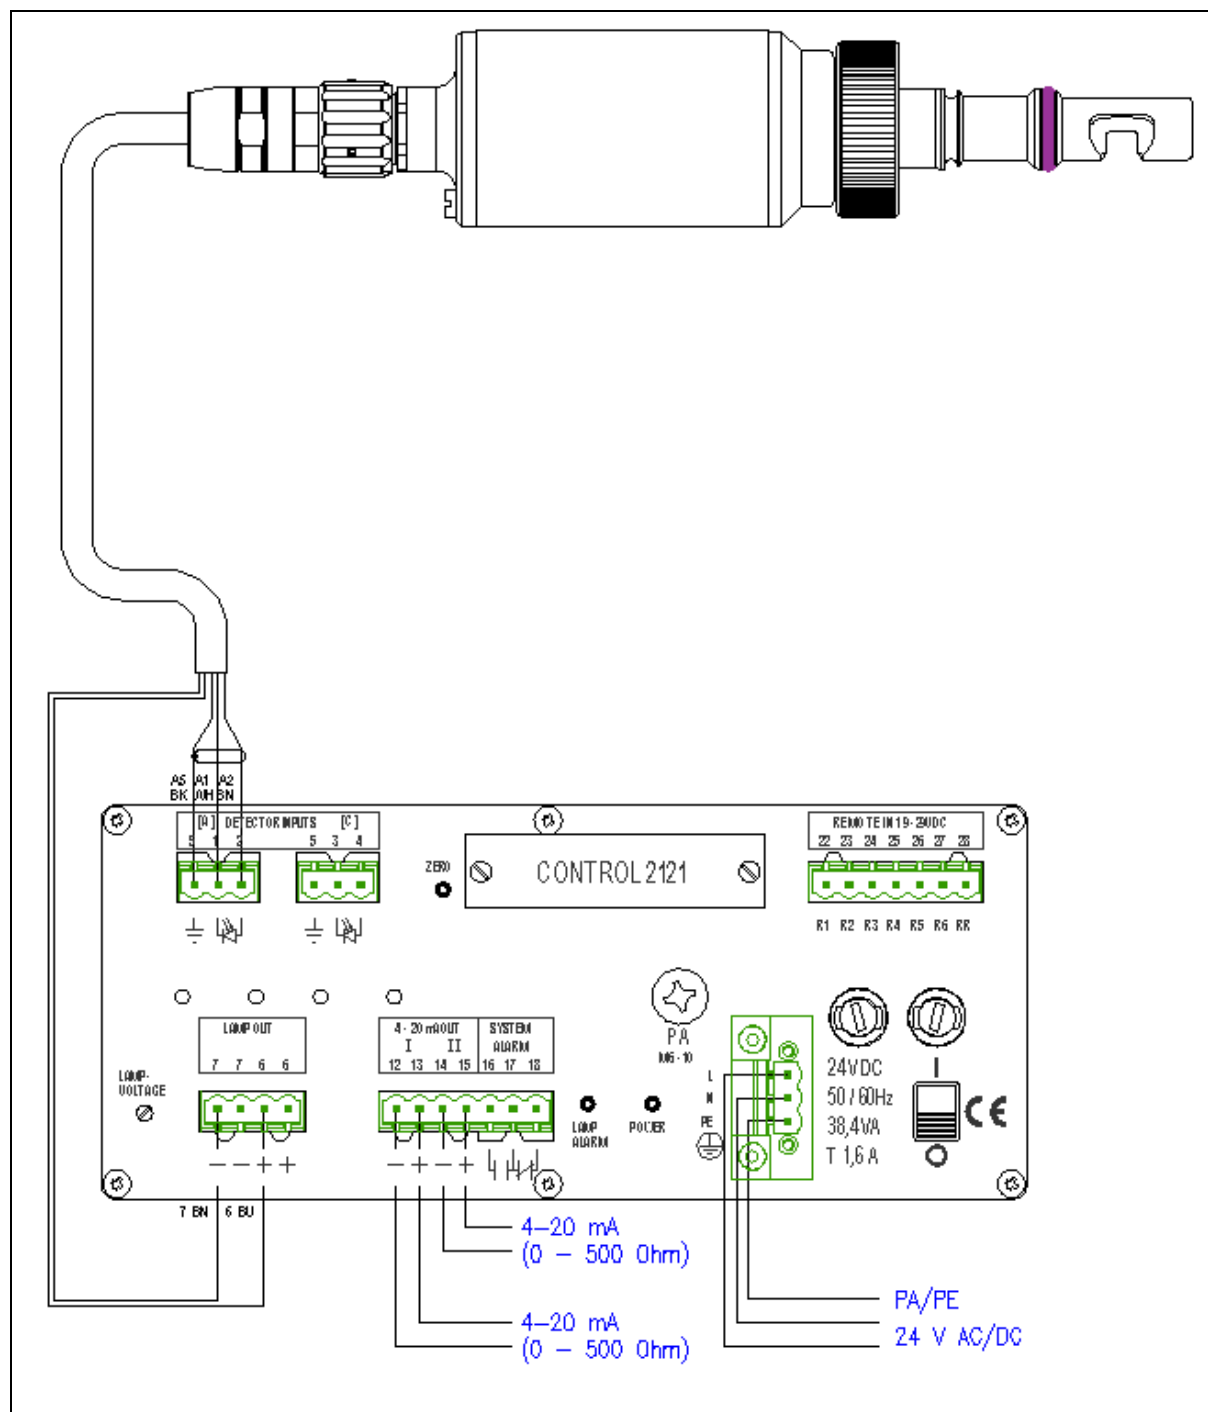 A5 A1 A2
BK WH BN
[A] DETECTOR INPUTS [C]
5 1 2 5 3 4
ZERO
CONTROL2121
REMOTE IN 19-29VDC
22 23 24 25 26 27 28
R1 R2 R3 R4 R5 R6 RR
LAMP OUT
7 7 6 6
LAMP-
VOLTAGE
- - + +
4 - 20 mA OUT SYSTEM
I II ALARM
12 13 14 15 16 17 18
- + - +
LAMP
ALARM
POWER
PA
M6 - 10
L
N
PE
24VDC
50 / 60Hz
38,4VA
T 1,6 A
I
O
CE
7 BN 6 BU
4-20 mA
(0 - 500 Ohm)
4-20 mA
(0 - 500 Ohm)
PA/PE
24 V AC/DC